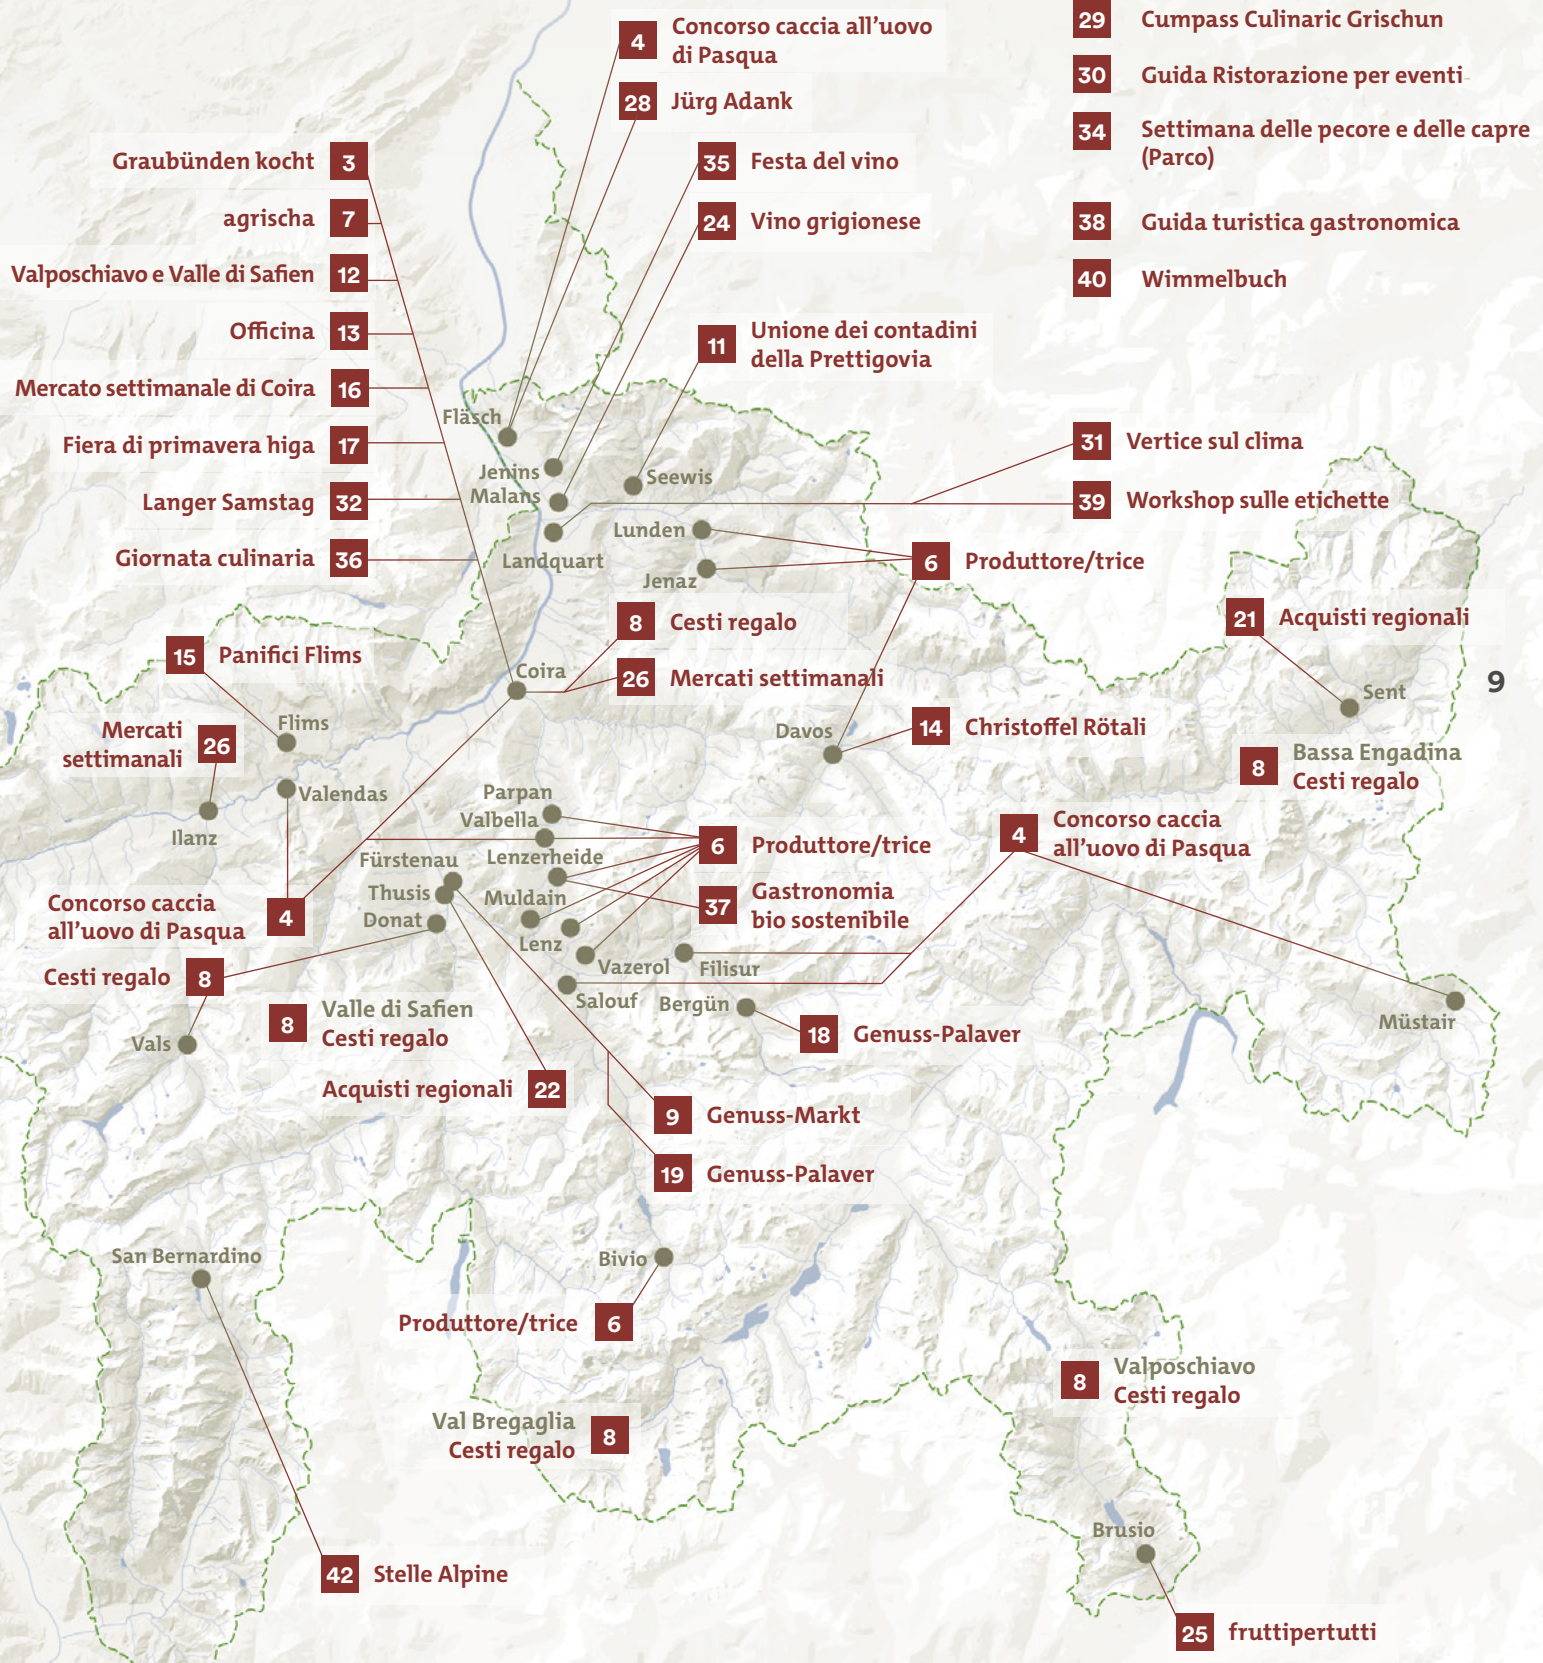 4 Concorso caccia all'uovo
di Pasqua
28 Jürg Adank
35 Festa del vino
24 Vino grigionese
11 Unione dei contadini
della Prettigovia
29 Cumpass Culinaric Grischun
30 Guida Ristorazione per eventi
34 Settimana delle pecore e delle capre
(Parco)
38 Guida turistica gastronomica
40 Wimmelbuch
Graubünden kocht 3
agrischa 7
Valposchiavo e Valle di Safien 12
Officina 13
Mercato settimanale di Coira 16
Fiera di primavera higa 17
Langer Samstag 32
Giornata culinaria 36
Fläsch
Jenins
Malans
Seewis
Landquart
Lunden
Jenaz
31 Vertice sul clima
39 Workshop sulle etichette
6 Produttore/trice
8 Cesti regalo
26 Mercati settimanali
21 Acquisti regionali
15 Panifici Flims
Coira
Sent
9
Flims
Mercati
settimanali 26
Davos
14 Christoffel Rötali
8 Bassa Engadina
Cesti regalo
Valendas
Ilanz
Parpan
Valbella
Lenzerheide
Fürstenau
Thusis
Donat
Muldain
Lenz
Vazerol
Filisur
Salouf
Bergün
6 Produttore/trice
37 Gastronomia
bio sostenibile
4 Concorso caccia
all'uovo di Pasqua
Concorso caccia
all'uovo di Pasqua 4
Cesti regalo 8
8 Valle di Safien
Cesti regalo
Vals
18 Genuss-Palaver
Müstair
Acquisti regionali 22
9 Genuss-Markt
19 Genuss-Palaver
San Bernardino
Bivio
Produttore/trice 6
8 Valposchiavo
Cesti regalo
Val Bregaglia
Cesti regalo 8
Brusio
42 Stelle Alpine
25 fruttipertutti